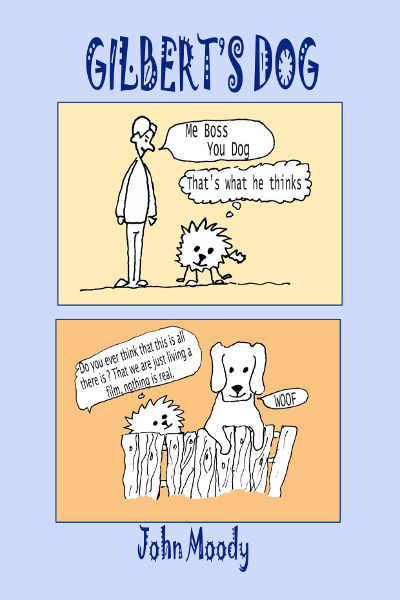 GILBERT'S DOG
Me Boss
You Dog
That's what he thinks
Do you ever think that this is all
there is? That we are just living a
film, nothing is real.
WOOF
John Moody